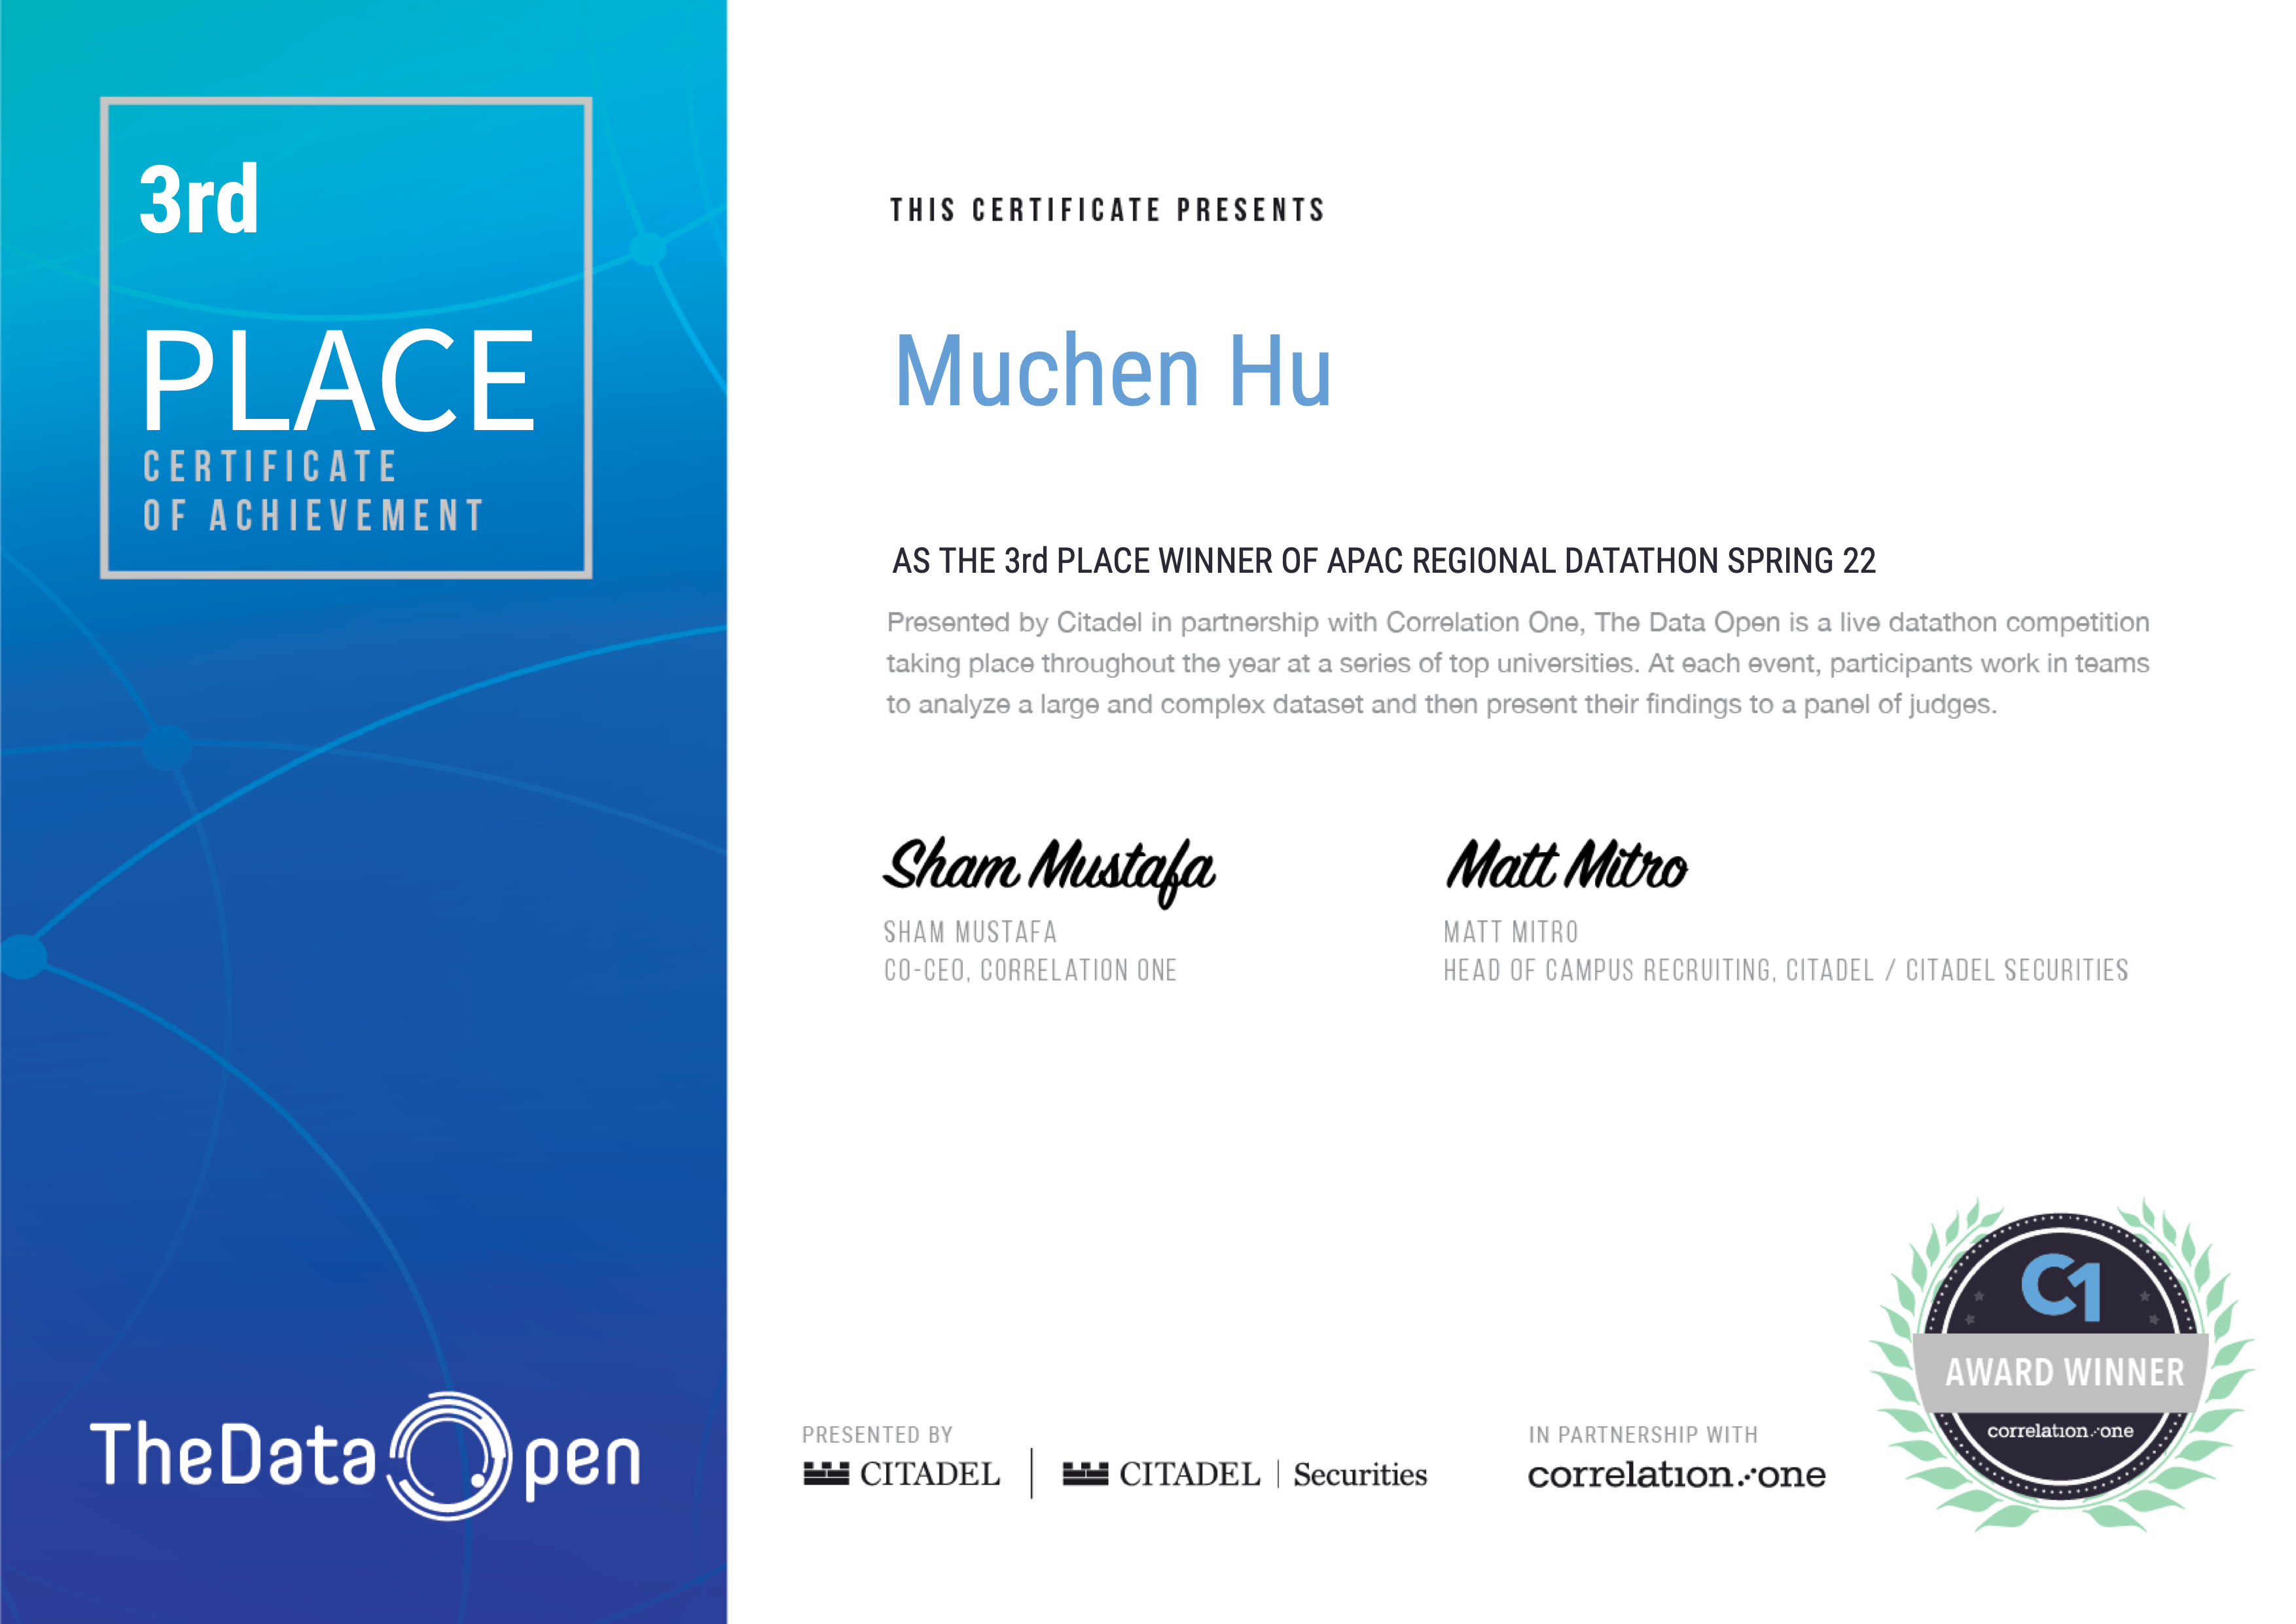 3rd
PLACE
CERTIFICATE
OF ACHIEVEMENT
TheDataOpen
THIS CERTIFICATE PRESENTS
Muchen Hu
AS THE 3rd PLACE WINNER OF APAC REGIONAL DATATHON SPRING 22
Presented by Citadel in partnership with Correlation One, The Data Open is a live datathon competition
taking place throughout the year at a series of top universities. At each event, participants work in teams
to analyze a large and complex dataset and then present their findings to a panel of judges.
Sham Mustafa
SHAM MUSTAFA
CO-CEO, CORRELATION ONE
Matt Mitro
MATT MITRO
HEAD OF CAMPUS RECRUITING, CITADEL / CITADEL SECURITIES
PRESENTED BY
CITADEL | CITADEL | Securities
IN PARTNERSHIP WITH
correlation one
C1
AWARD WINNER
correlation one